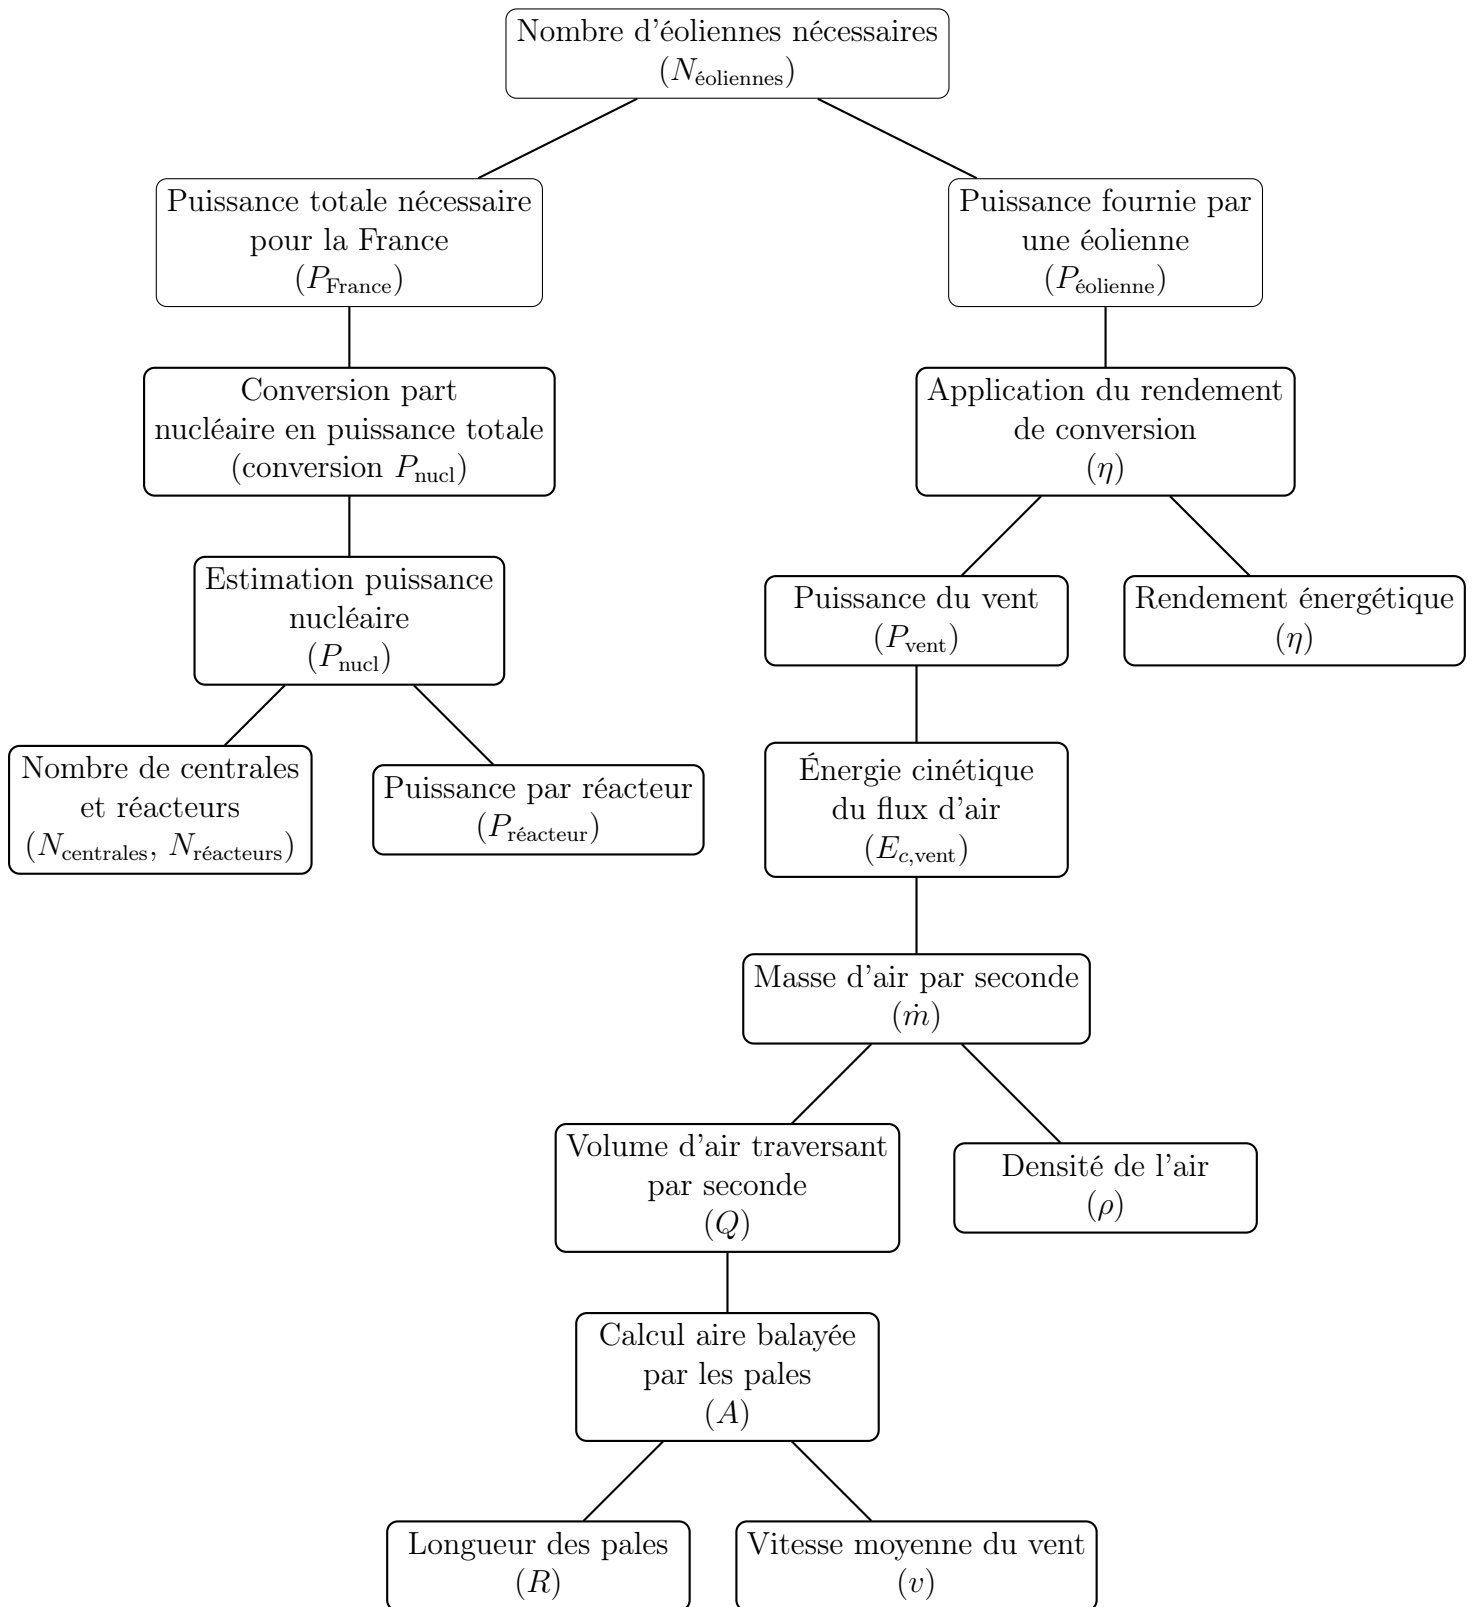 Nombre d'éoliennes nécessaires
(N_éoliennes)
Puissance totale nécessaire
pour la France
(P_France)
Puissance fournie par
une éolienne
(P_éolienne)
Conversion part
nucléaire en puissance totale
(conversion P_nucl)
Application du rendement
de conversion
(η)
Estimation puissance
nucléaire
(P_nucl)
Puissance du vent
(P_vent)
Rendement énergétique
(η)
Nombre de centrales
et réacteurs
(N_centrales, N_réacteurs)
Puissance par réacteur
(P_réacteur)
Énergie cinétique
du flux d'air
(E_c,vent)
Masse d'air par seconde
(ṁ)
Volume d'air traversant
par seconde
(Q)
Densité de l'air
(ρ)
Calcul aire balayée
par les pales
(A)
Longueur des pales
(R)
Vitesse moyenne du vent
(v)